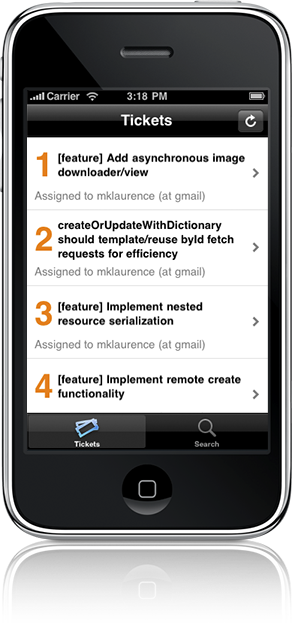 Carrier 3:18 PM
Tickets
1 [feature] Add asynchronous image
downloader/view
Assigned to mklaurence (at gmail)
createOrUpdateWithDictionary
2 should template/reuse byId fetch
requests for efficiency
Assigned to mklaurence (at gmail)
3 [feature] Implement nested
resource serialization
Assigned to mklaurence (at gmail)
4 [feature] Implement remote create
functionality
Tickets Search